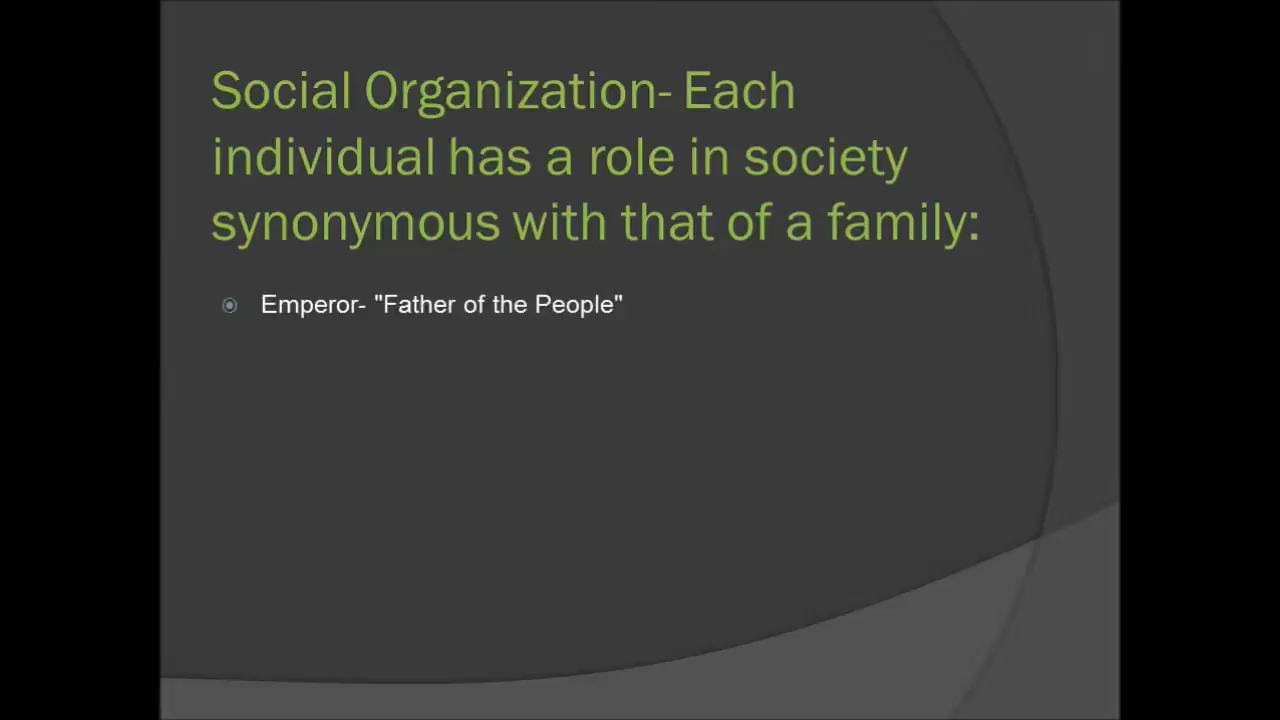 Social Organization- Each
individual has a role in society
synonymous with that of a family:
Emperor- "Father of the People"